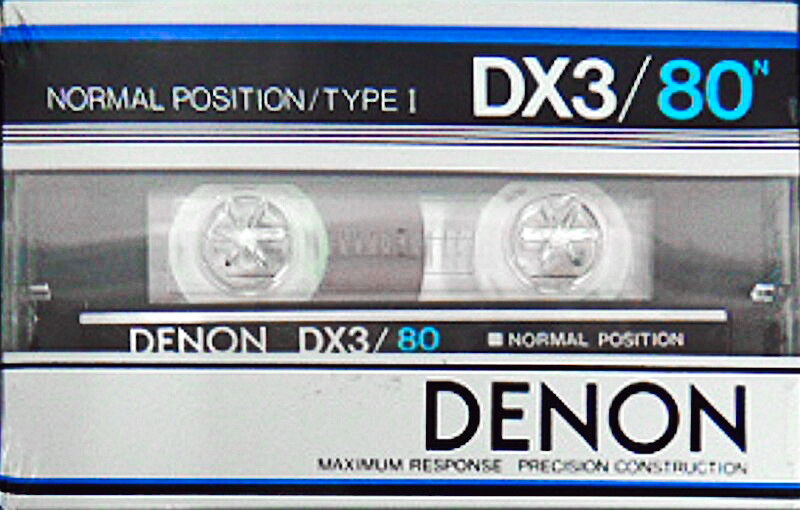 NORMAL POSITION/TYPE I DX3/80N
DENON DX3/80 NORMAL POSITION
DENON
MAXIMUM RESPONSE PRECISION CONSTRUCTION